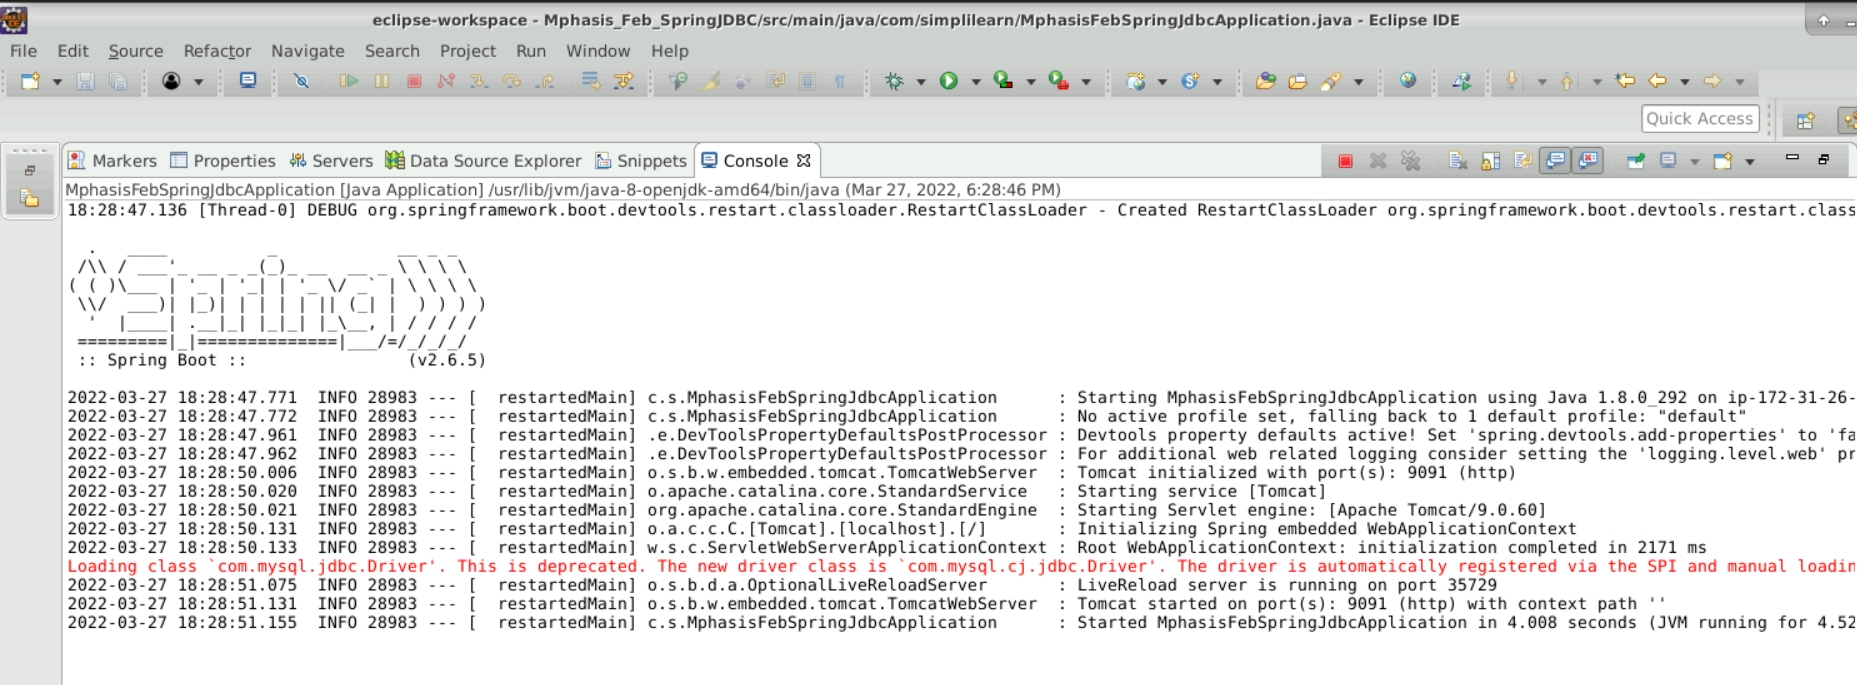 eclipse-workspace - Mphasis_Feb_SpringJDBC/src/main/java/com/simplilearn/MphasisFebSpringJdbcApplication.java - Eclipse IDE
File Edit Source Refactor Navigate Search Project Run Window Help
Quick Access
Markers Properties Servers Data Source Explorer Snippets Console
MphasisFebSpringJdbcApplication [Java Application] /usr/lib/jvm/java-8-openjdk-amd64/bin/java (Mar 27, 2022, 6:28:46 PM)
18:28:47.136 [Thread-0] DEBUG org.springframework.boot.devtools.restart.classloader.RestartClassLoader - Created RestartClassLoader org.springframework.boot.devtools.restart.class
Spring
:: Spring Boot :: (v2.6.5)
2022-03-27 18:28:47.771 INFO 28983 --- [ restartedMain] c.s.MphasisFebSpringJdbcApplication : Starting MphasisFebSpringJdbcApplication using Java 1.8.0_292 on ip-172-31-26-
2022-03-27 18:28:47.772 INFO 28983 --- [ restartedMain] c.s.MphasisFebSpringJdbcApplication : No active profile set, falling back to 1 default profile: "default"
2022-03-27 18:28:47.961 INFO 28983 --- [ restartedMain] .e.DevToolsPropertyDefaultsPostProcessor : Devtools property defaults active! Set 'spring.devtools.add-properties' to 'fa
2022-03-27 18:28:47.962 INFO 28983 --- [ restartedMain] .e.DevToolsPropertyDefaultsPostProcessor : For additional web related logging consider setting the 'logging.level.web' pr
2022-03-27 18:28:50.006 INFO 28983 --- [ restartedMain] o.s.b.w.embedded.tomcat.TomcatWebServer : Tomcat initialized with port(s): 9091 (http)
2022-03-27 18:28:50.020 INFO 28983 --- [ restartedMain] o.apache.catalina.core.StandardService : Starting service [Tomcat]
2022-03-27 18:28:50.021 INFO 28983 --- [ restartedMain] org.apache.catalina.core.StandardEngine : Starting Servlet engine: [Apache Tomcat/9.0.60]
2022-03-27 18:28:50.131 INFO 28983 --- [ restartedMain] o.a.c.c.C.[Tomcat].[localhost].[/] : Initializing Spring embedded WebApplicationContext
2022-03-27 18:28:50.133 INFO 28983 --- [ restartedMain] w.s.c.ServletWebServerApplicationContext : Root WebApplicationContext: initialization completed in 2171 ms
Loading class `com.mysql.jdbc.Driver'. This is deprecated. The new driver class is `com.mysql.cj.jdbc.Driver'. The driver is automatically registered via the SPI and manual loadin
2022-03-27 18:28:51.075 INFO 28983 --- [ restartedMain] o.s.b.d.a.OptionalLiveReloadServer : LiveReload server is running on port 35729
2022-03-27 18:28:51.131 INFO 28983 --- [ restartedMain] o.s.b.w.embedded.tomcat.TomcatWebServer : Tomcat started on port(s): 9091 (http) with context path ''
2022-03-27 18:28:51.155 INFO 28983 --- [ restartedMain] c.s.MphasisFebSpringJdbcApplication : Started MphasisFebSpringJdbcApplication in 4.008 seconds (JVM running for 4.52